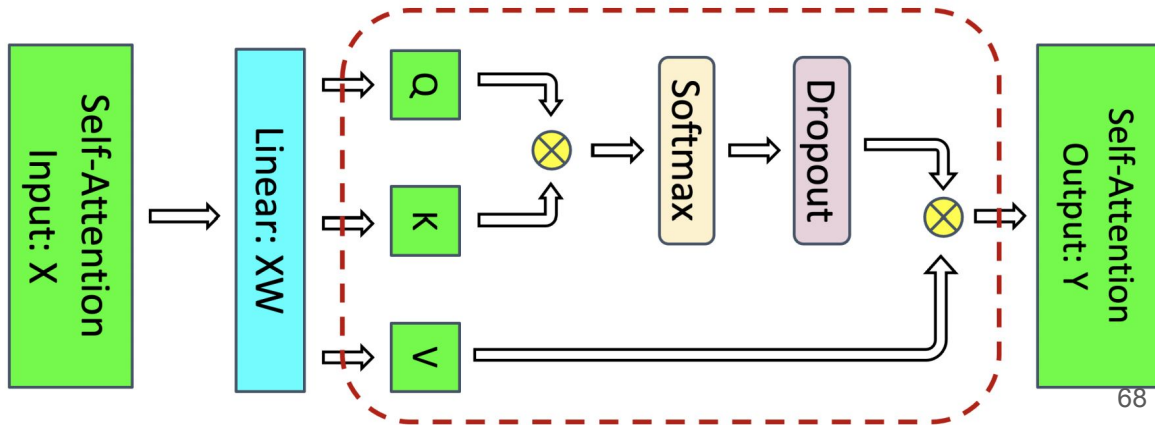 Self-Attention
Input: X
Linear: XW
Q
K
V
Softmax
Dropout
Self-Attention
Output: Y
68